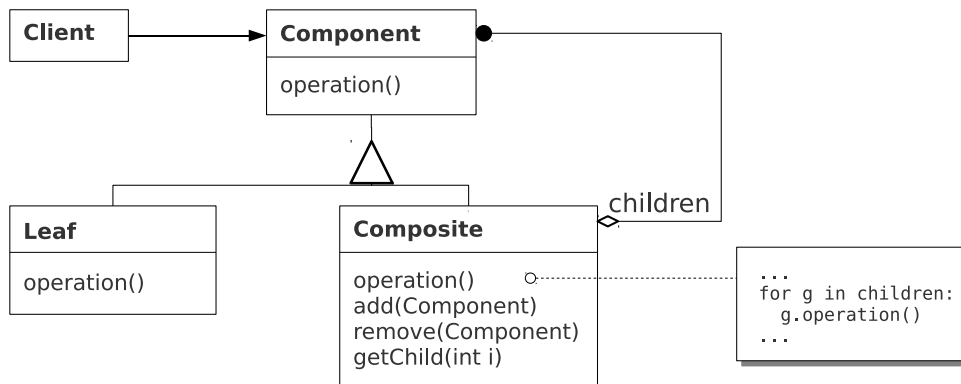 Client
Component
operation()
children
Leaf
operation()
Composite
operation()
add(Component)
remove(Component)
getChild(int i)
...
for g in children:
  g.operation()
...